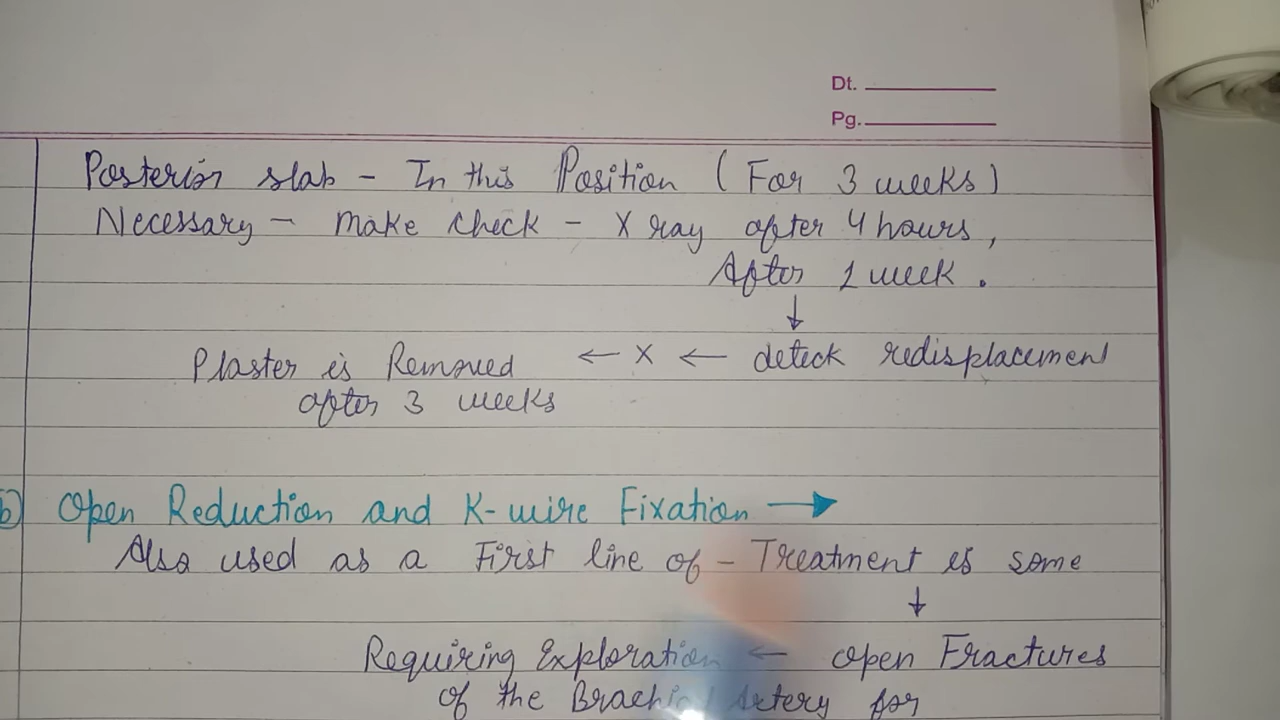 Dt.
Pg.
Posterior slab - In this Position (For 3 weeks)
Necessary - Make check - X ray after 4 hours,
After 1 week.
↓
Plaster is Removed ← X ← deteck redisplacement
after 3 weeks
b) Open Reduction and K-wire Fixation →
Also used as a First line of - Treatment is some
↓
Requiring Exploration ← open Fractures
of the Artery for